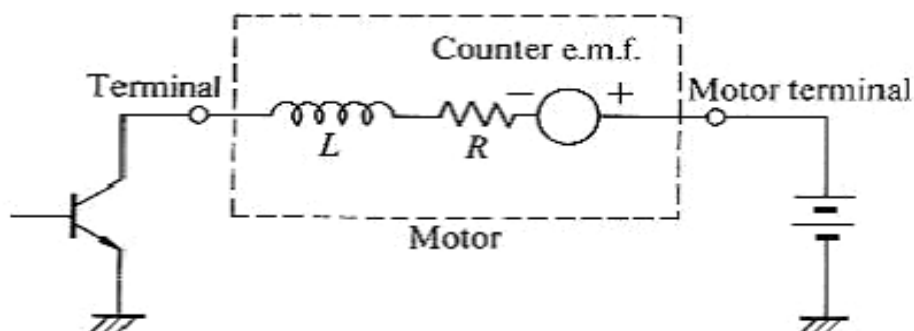 Counter e.m.f.
Terminal
− +
Motor terminal
L
R
Motor